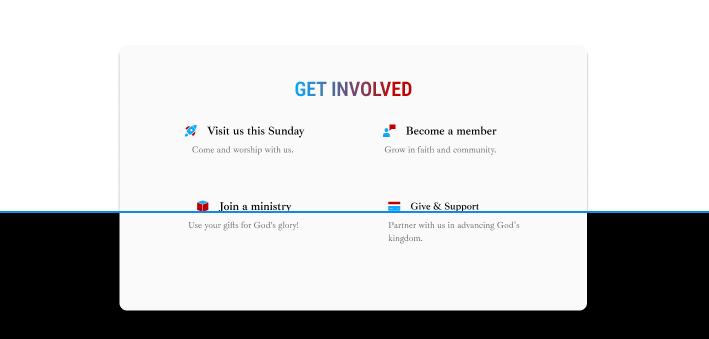 GET INVOLVED
Visit us this Sunday
Come and worship with us.
Become a member
Grow in faith and community.
Join a ministry
Use your gifts for God's glory!
Give & Support
Partner with us in advancing God's
kingdom.